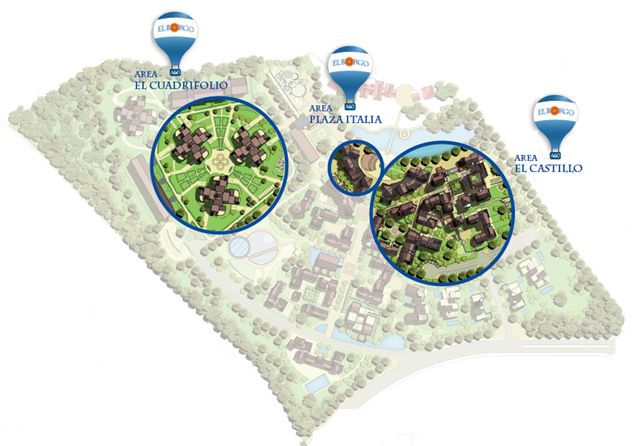 EL BORGO
AREA
EL CUADRIFOLIO
EL BORGO
AREA
PLAZA ITALIA
EL BORGO
AREA
EL CASTILLO